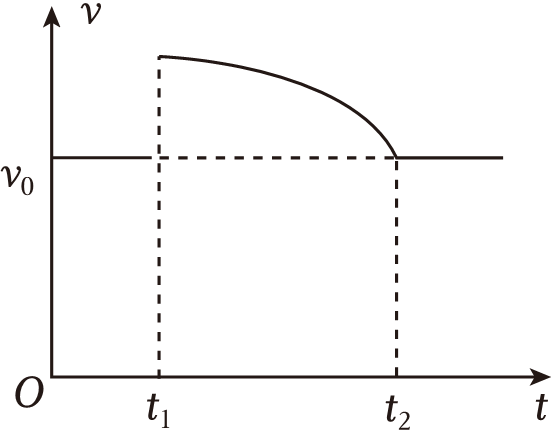 v
v₀
O
t₁
t₂
t